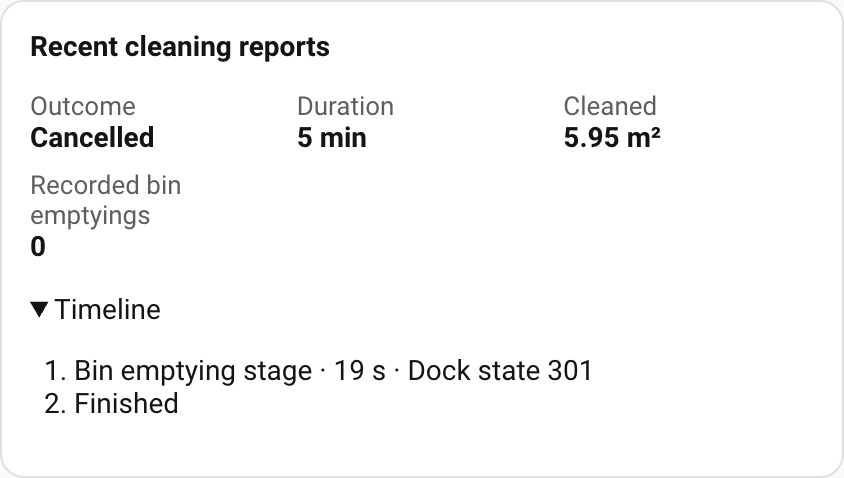 Recent cleaning reports
Outcome
Cancelled
Duration
5 min
Cleaned
5.95 m²
Recorded bin
emptyings
0
▼ Timeline
1. Bin emptying stage · 19 s · Dock state 301
2. Finished